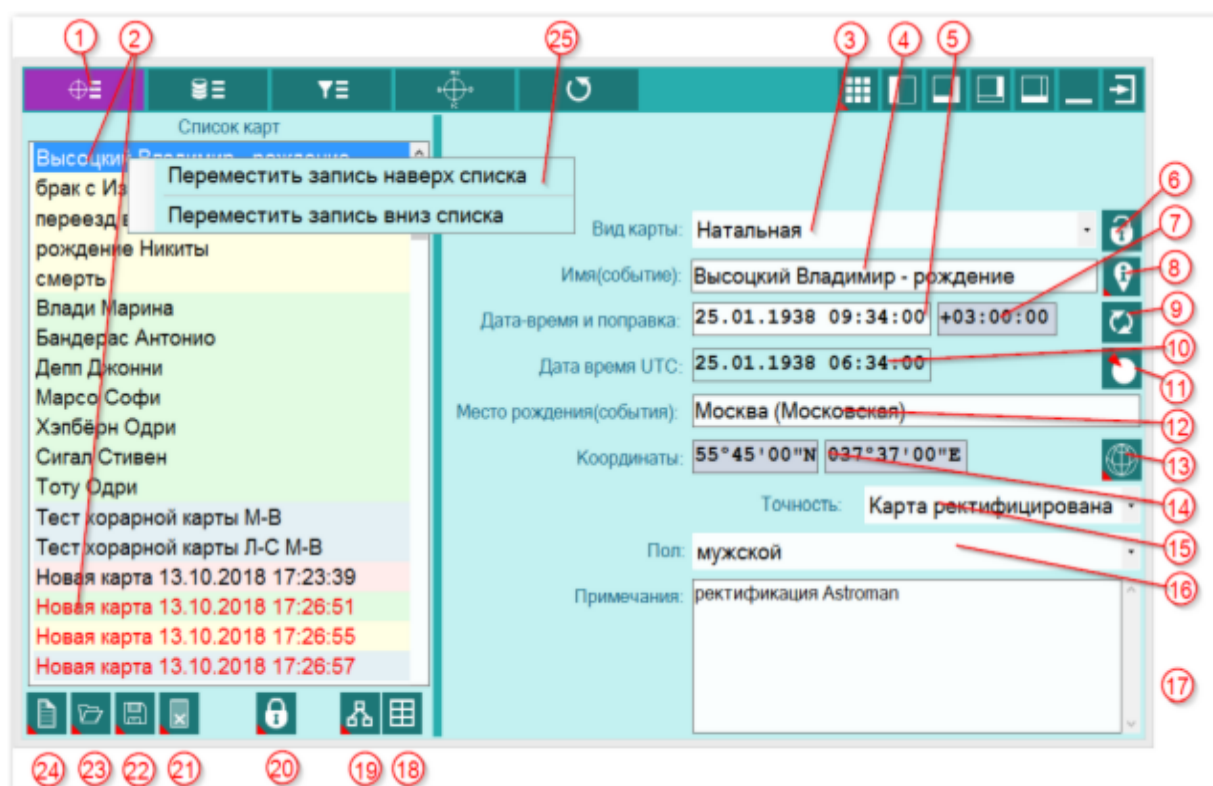 1 2 25 3 4 5
Список карт
Высоцкий Владимир - рождение
Переместить запись наверх списка
брак с Из
Переместить запись вниз списка
переезд в
рождение Никиты
смерть
Влади Марина
Бандерас Антонио
Депп Джонни
Марсо Софи
Хэпбёрн Одри
Сигал Стивен
Тоту Одри
Тест хорарной карты М-В
Тест хорарной карты Л-С М-В
Новая карта 13.10.2018 17:23:39
Новая карта 13.10.2018 17:26:51
Новая карта 13.10.2018 17:26:55
Новая карта 13.10.2018 17:26:57
Вид карты: Натальная
Имя(событие): Высоцкий Владимир - рождение
Дата-время и поправка: 25.01.1938 09:34:00 +03:00:00
Дата время UTC: 25.01.1938 06:34:00
Место рождения(события): Москва (Московская)
Координаты: 55°45'00"N 037°37'00"E
Точность: Карта ректифицирована
Пол: мужской
Примечания: ректификация Astroman
6
7
8
9
10
11
12
13
14
15
16
17
24 23 22 21 20 19 18